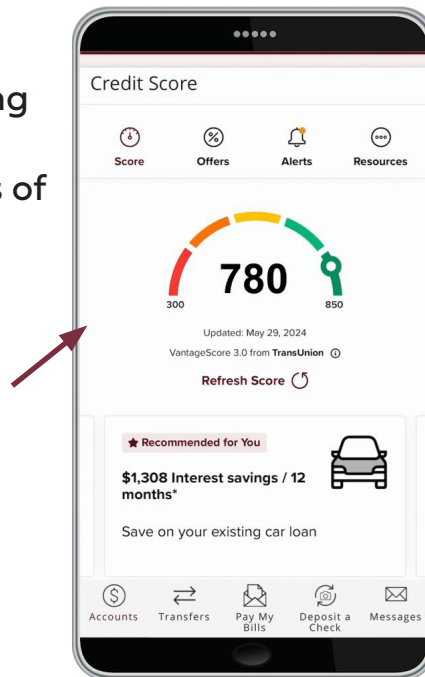 ng
s of
Credit Score
Score Offers Alerts Resources
780
300 850
Updated: May 29, 2024
VantageScore 3.0 from TransUnion
Refresh Score
Recommended for You
$1,308 Interest savings / 12
months*
Save on your existing car loan
Accounts Transfers Pay My Bills Deposit a Check Messages